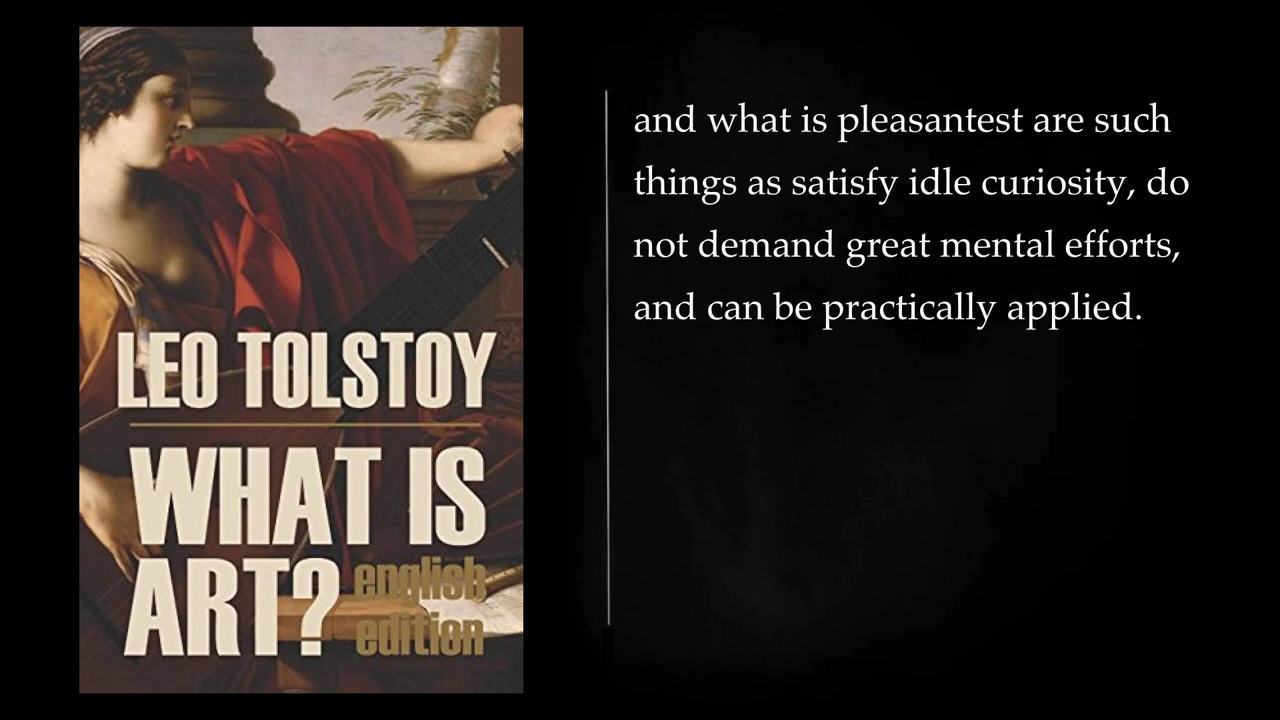 LEO TOLSTOY
WHAT IS
ART?
english
edition
and what is pleasantest are such
things as satisfy idle curiosity, do
not demand great mental efforts,
and can be practically applied.